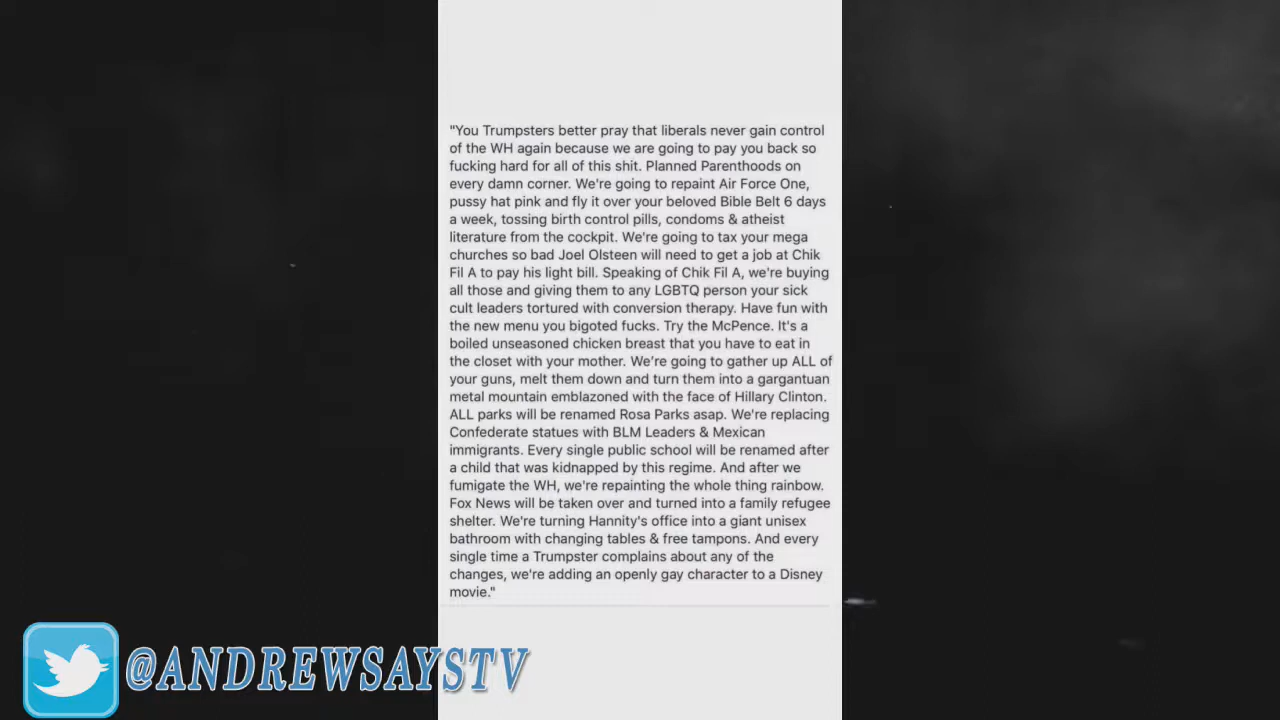 "You Trumpsters better pray that liberals never gain control
of the WH again because we are going to pay you back so
fucking hard for all of this shit. Planned Parenthoods on
every damn corner. We're going to repaint Air Force One,
pussy hat pink and fly it over your beloved Bible Belt 6 days
a week, tossing birth control pills, condoms & atheist
literature from the cockpit. We're going to tax your mega
churches so bad Joel Olsteen will need to get a job at Chik
Fil A to pay his light bill. Speaking of Chik Fil A, we're buying
all those and giving them to any LGBTQ person your sick
cult leaders tortured with conversion therapy. Have fun with
the new menu you bigoted fucks. Try the McPence. It's a
boiled unseasoned chicken breast that you have to eat in
the closet with your mother. We're going to gather up ALL of
your guns, melt them down and turn them into a gargantuan
metal mountain emblazoned with the face of Hillary Clinton.
ALL parks will be renamed Rosa Parks asap. We're replacing
Confederate statues with BLM Leaders & Mexican
immigrants. Every single public school will be renamed after
a child that was kidnapped by this regime. And after we
fumigate the WH, we're repainting the whole thing rainbow.
Fox News will be taken over and turned into a family refugee
shelter. We're turning Hannity's office into a giant unisex
bathroom with changing tables & free tampons. And every
single time a Trumpster complains about any of the
changes, we're adding an openly gay character to a Disney
movie."
@ANDREWSAYSTV